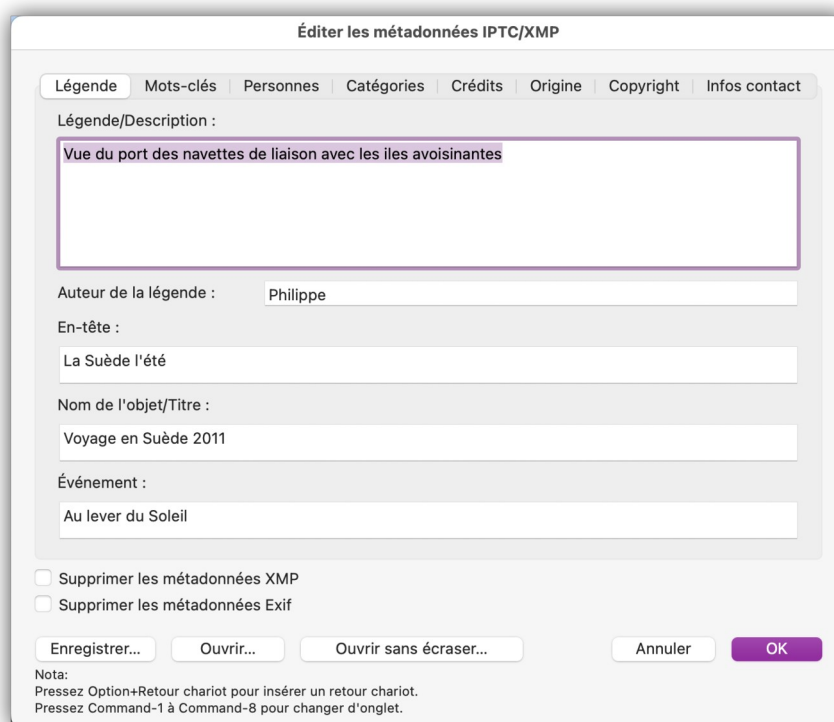 Éditer les métadonnées IPTC/XMP
Légende Mots-clés Personnes Catégories Crédits Origine Copyright Infos contact
Légende/Description :
Vue du port des navettes de liaison avec les iles avoisinantes
Auteur de la légende : Philippe
En-tête :
La Suède l'été
Nom de l'objet/Titre :
Voyage en Suède 2011
Événement :
Au lever du Soleil
Supprimer les métadonnées XMP
Supprimer les métadonnées Exif
Enregistrer... Ouvrir... Ouvrir sans écraser... Annuler OK
Nota:
Pressez Option+Retour chariot pour insérer un retour chariot.
Pressez Command-1 à Command-8 pour changer d'onglet.